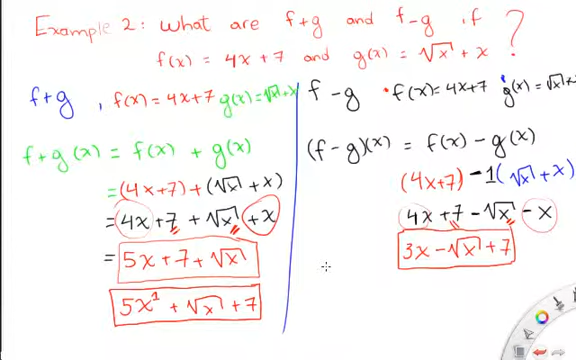 Example 2: What are f+g and f-g if
f(x) = 4x+7 and g(x) = √x + x ?
f+g , f(x) = 4x+7 g(x)=√x+x
f+g (x) = f(x) + g(x)
= (4x+7) + (√x + x)
= 4x + 7 + √x + x
= 5x + 7 + √x
5x¹ + √x + 7
f-g • f(x)=4x+7 g(x)=√x+x
(f-g)(x) = f(x) - g(x)
(4x+7) -1(√x + x)
4x+7 - √x - x
3x - √x + 7